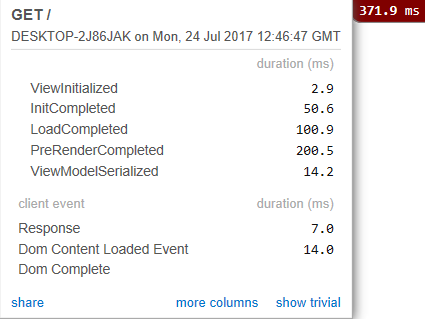 GET /
371.9 ms
DESKTOP-2J86JAK on Mon, 24 Jul 2017 12:46:47 GMT
duration (ms)
ViewInitialized 2.9
InitCompleted 50.6
LoadCompleted 100.9
PreRenderCompleted 200.5
ViewModelSerialized 14.2
client event duration (ms)
Response 7.0
Dom Content Loaded Event 14.0
Dom Complete
share more columns show trivial